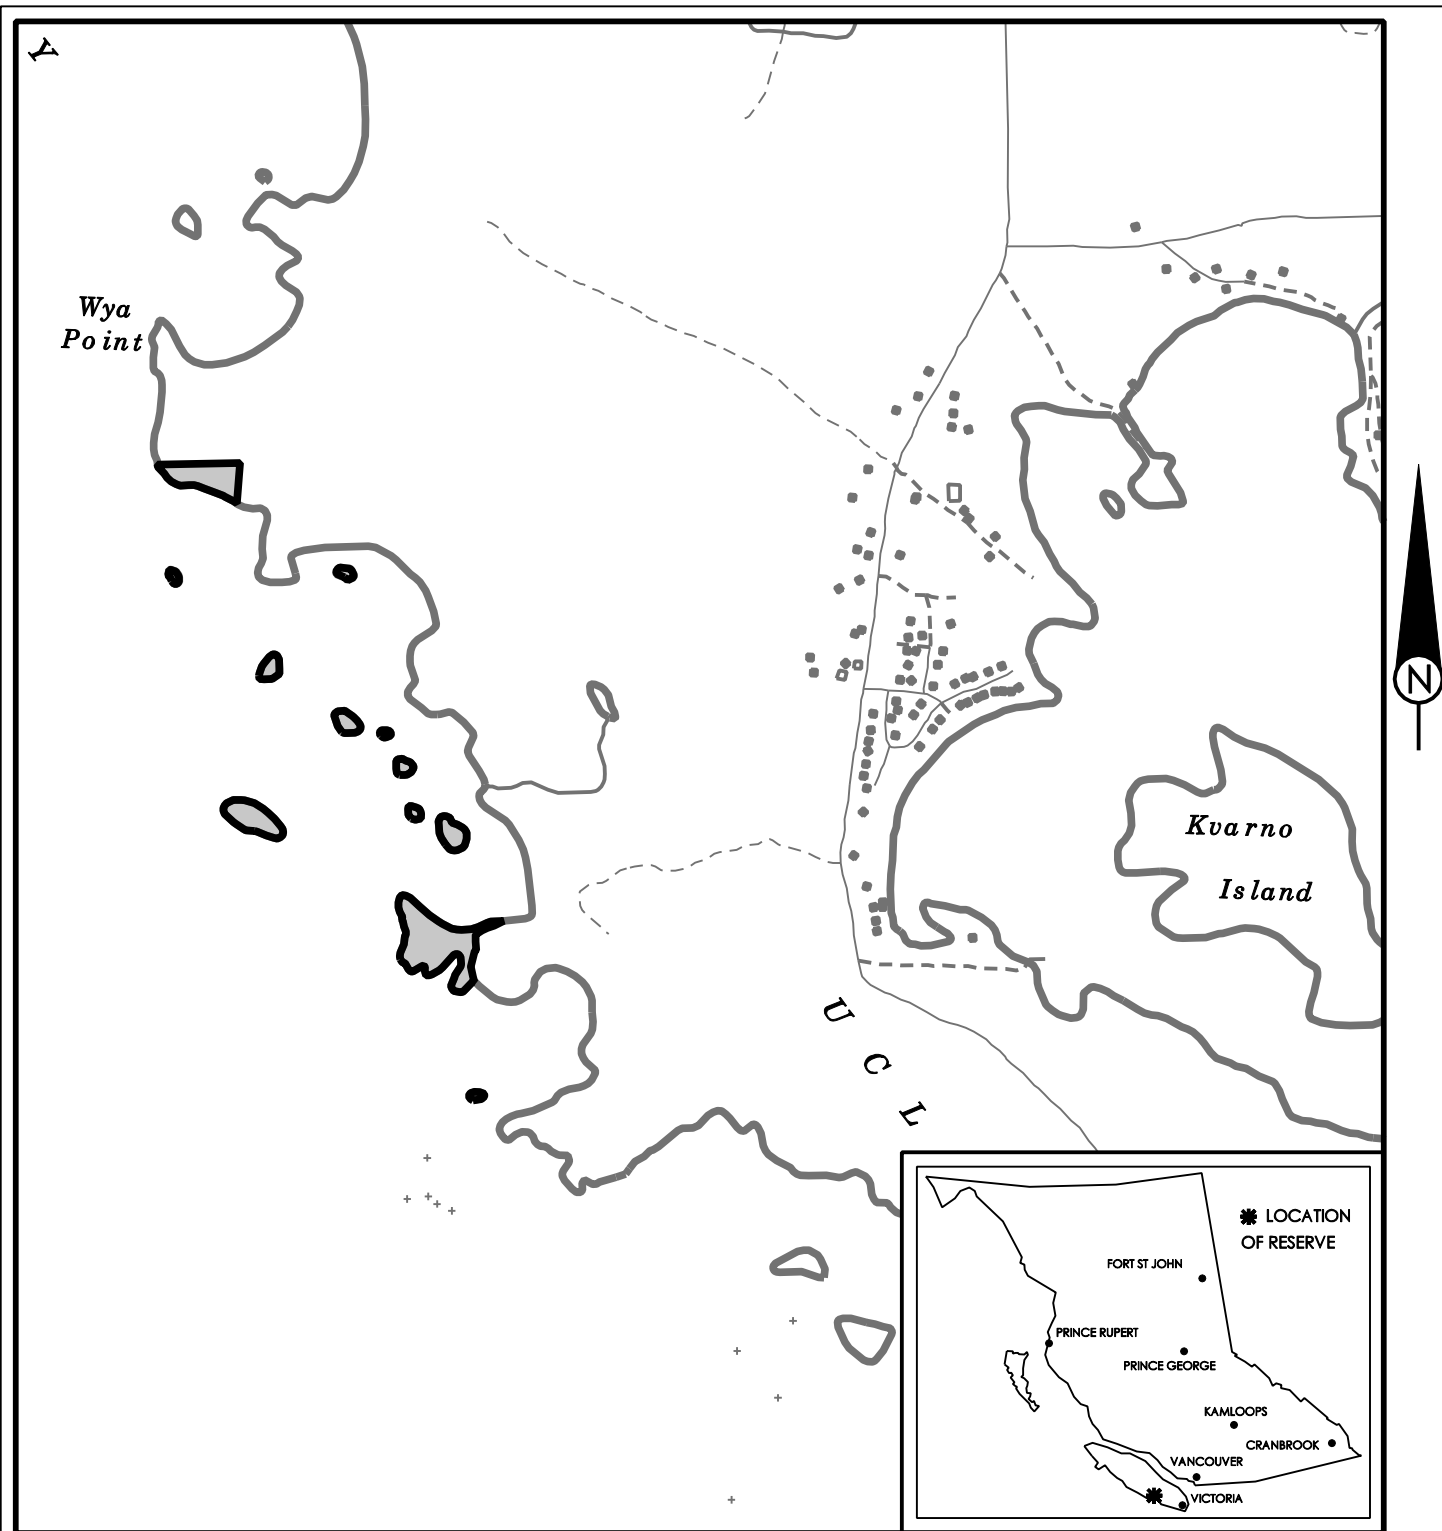 Y
Wya
Point
N
Kvarno
Island
U
C
L
LOCATION
OF RESERVE
FORT ST JOHN
PRINCE RUPERT
PRINCE GEORGE
KAMLOOPS
CRANBROOK
VANCOUVER
VICTORIA